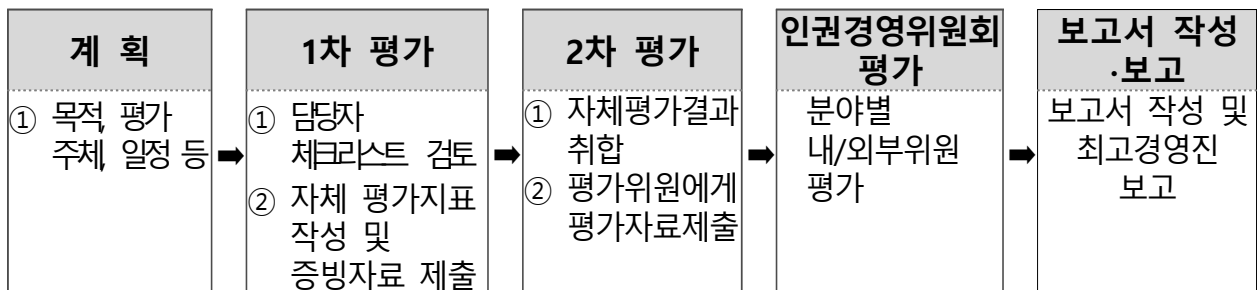 계 획
① 목적, 평가
주체, 일정 등
➡
1차 평가
① 담당자
체크리스트 검토
② 자체 평가지표
작성 및
증빙자료 제출
➡
2차 평가
① 자체평가결과
취합
② 평가위원에게
평가자료제출
➡
인권경영위원회
평가
분야별
내/외부위원
평가
➡
보고서 작성
·보고
보고서 작성 및
최고경영진
보고